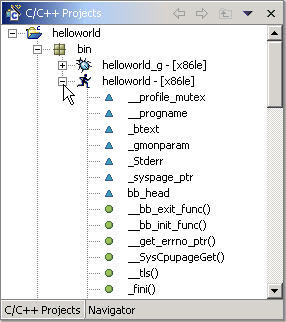 C/C++ Projects
helloworld
bin
helloworld_g - [x86le]
helloworld - [x86le]
__profile_mutex
__progname
_btext
_gmonparam
_Stderr
_syspage_ptr
bb_head
__bb_exit_func()
__bb_init_func()
__get_errno_ptr()
__SysCpupageGet()
__tls()
_fini()
C/C++ Projects Navigator